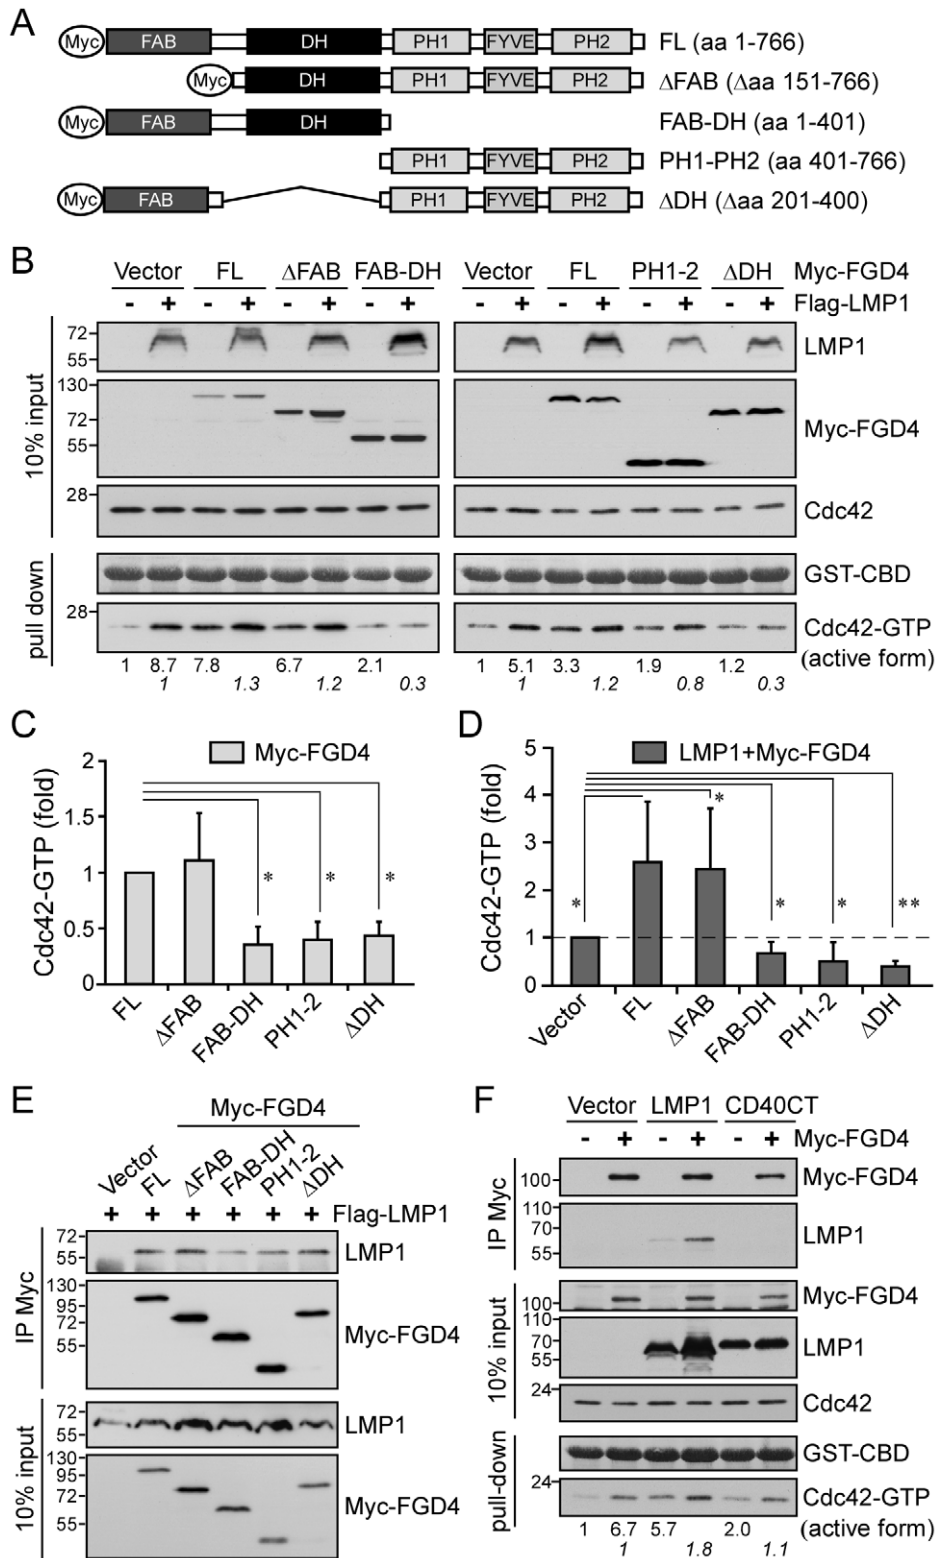 A
Myc FAB DH PH1 FYVE PH2 FL (aa 1-766)
Myc DH PH1 FYVE PH2 ΔFAB (Δaa 151-766)
Myc FAB DH FAB-DH (aa 1-401)
PH1 FYVE PH2 PH1-PH2 (aa 401-766)
Myc FAB PH1 FYVE PH2 ΔDH (Δaa 201-400)
B
Vector FL ΔFAB FAB-DH Vector FL PH1-2 ΔDH Myc-FGD4
- + - + - + - + - + - + - + - + Flag-LMP1
10% input
72
55
LMP1
130
72
55
Myc-FGD4
28
Cdc42
pull down
GST-CBD
28
Cdc42-GTP
(active form)
1 8.7 7.8 6.7 2.1 1 5.1 3.3 1.9 1.2
1 1.3 1.2 0.3 1 1.2 0.8 0.3
C
Myc-FGD4
Cdc42-GTP (fold)
2
1.5
1
0.5
0
* * *
FL ΔFAB FAB-DH PH1-2 ΔDH
D
LMP1+Myc-FGD4
Cdc42-GTP (fold)
5
4
3
2
1
0
* * * * **
Vector FL ΔFAB FAB-DH PH1-2 ΔDH
E
Myc-FGD4
Vector FL ΔFAB FAB-DH PH1-2 ΔDH
+ + + + + + Flag-LMP1
IP Myc
72
55
LMP1
130
95
72
55
Myc-FGD4
10% input
72
55
LMP1
130
95
72
55
Myc-FGD4
F
Vector LMP1 CD40CT
- + - + - + Myc-FGD4
IP Myc
100
Myc-FGD4
110
70
55
LMP1
10% input
100
Myc-FGD4
110
70
55
LMP1
24
Cdc42
pull-down
GST-CBD
24
Cdc42-GTP
(active form)
1 6.7 5.7 2.0
1 1.8 1.1